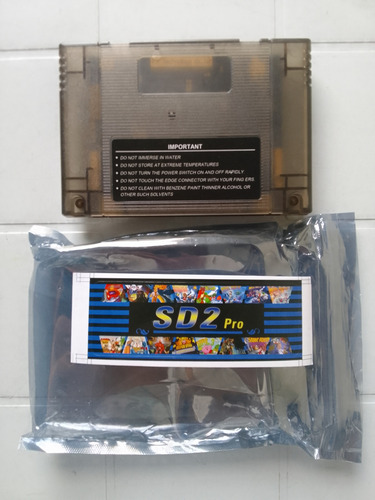 IMPORTANT
• DO NOT IMMERSE IN WATER
• DO NOT STORE AT EXTREME TEMPERATURES
• DO NOT TURN THE POWER SWITCH ON AND OFF RAPIDLY
• DO NOT TOUCH THE EDGE CONNECTOR WITH YOUR FING ERS
• DO NOT CLEAN WITH BENZENE PAINT THINNER ALCOHOL OR
OTHER SUCH SOLVENTS
SD2 Pro